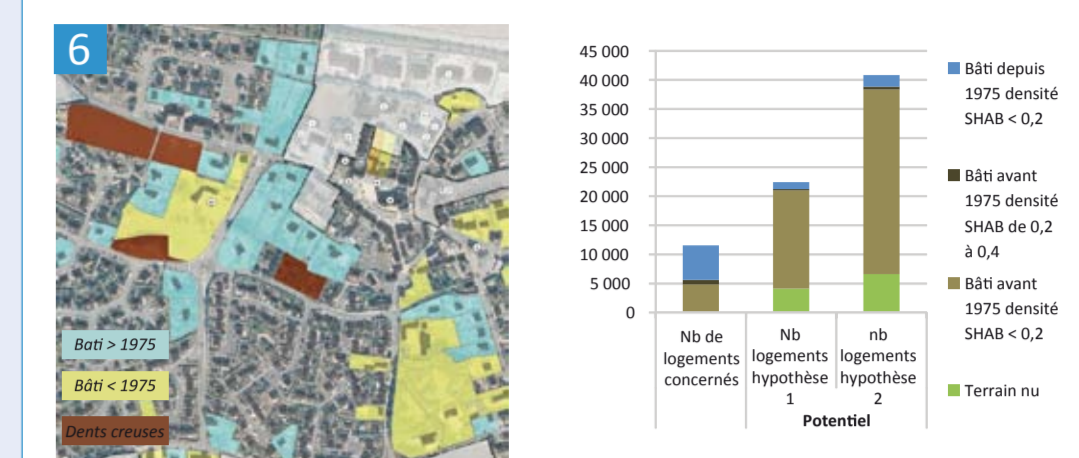 6
Bati > 1975
Bâti < 1975
Dents creuses
45 000
40 000
35 000
30 000
25 000
20 000
15 000
10 000
5 000
0
Nb de
logements
concernés
Nb
logements
hypothèse
1
nb
logements
hypothèse
2
Potentiel
Bâti depuis
1975 densité
SHAB < 0,2
Bâti avant
1975 densité
SHAB de 0,2
à 0,4
Bâti avant
1975 densité
SHAB < 0,2
Terrain nu